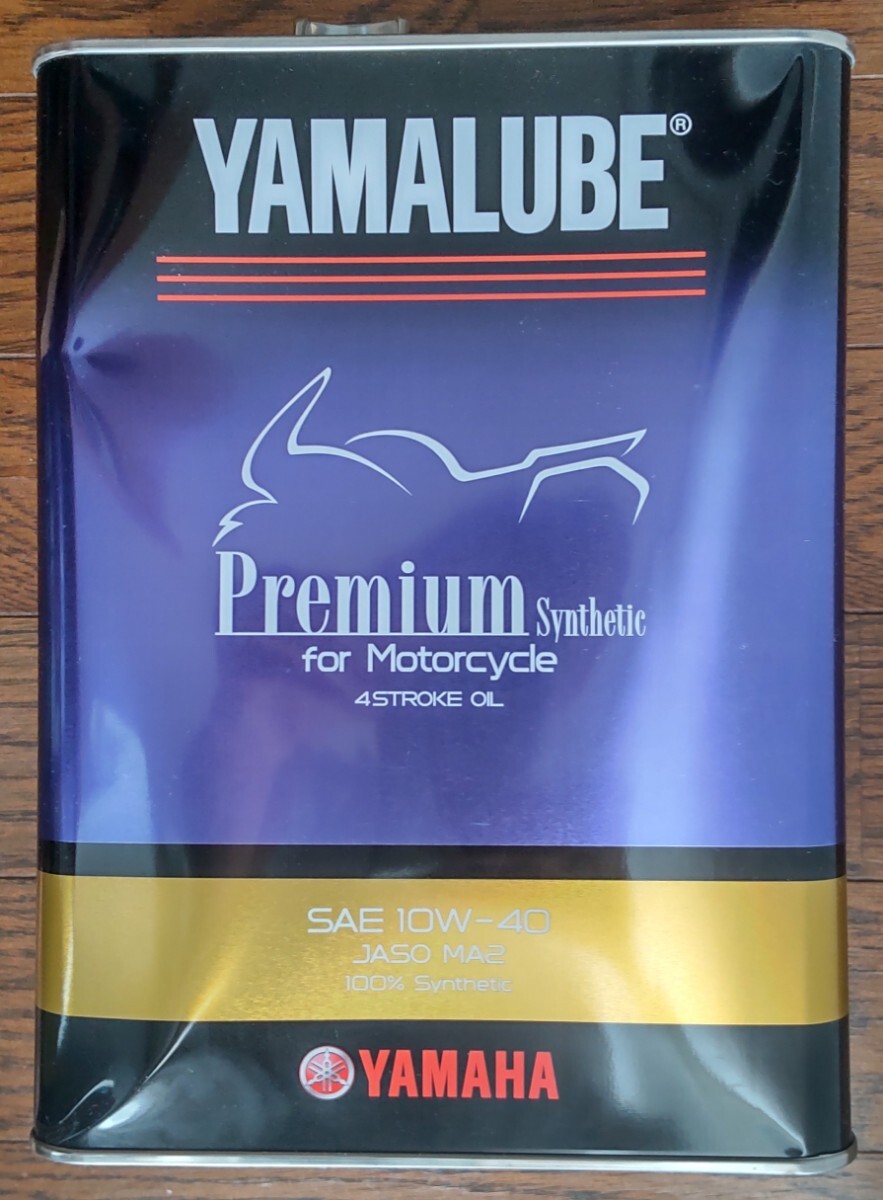 YAMALUBE®
Premium Synthetic
for Motorcycle
4STROKE OIL
SAE 10W-40
JASO MA2
100% Synthetic
YAMAHA